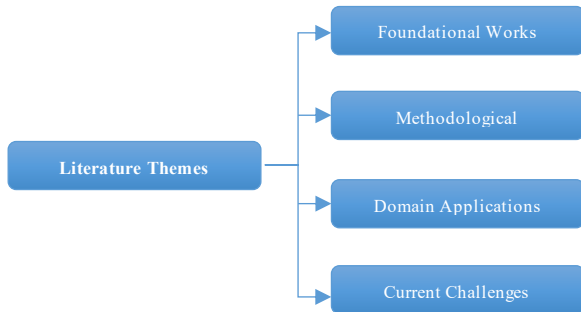 Foundational Works
Methodological
Literature Themes
Domain Applications
Current Challenges